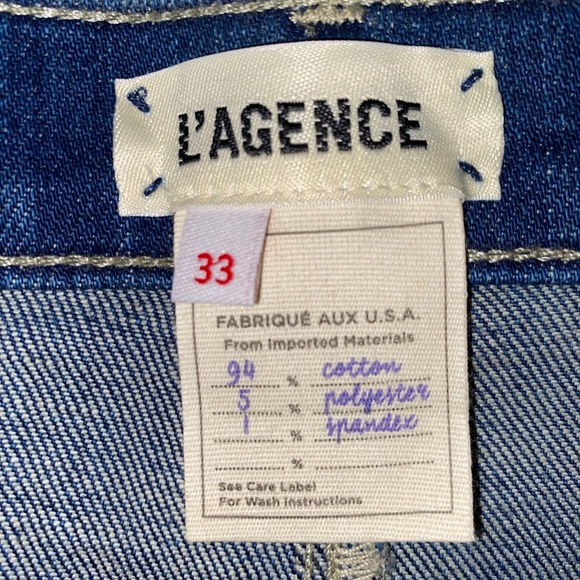 L'AGENCE
33
FABRIQUÉ AUX U.S.A.
From Imported Materials
94 % cotton
5 % polyester
1 % spandex
%
See Care Label
For Wash Instructions